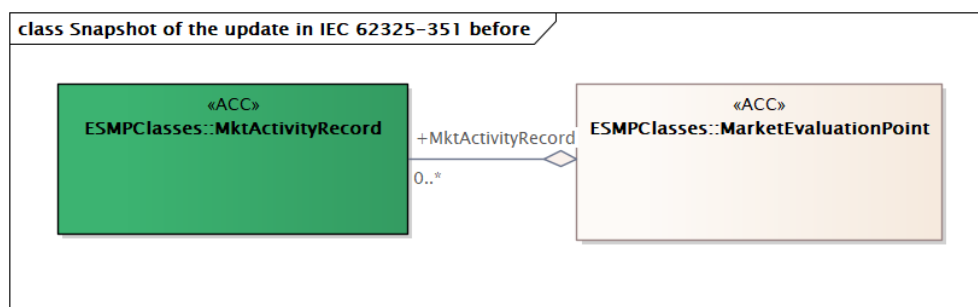 class Snapshot of the update in IEC 62325-351 before
«ACC»
ESMPClasses::MktActivityRecord
+MktActivityRecord
0..*
«ACC»
ESMPClasses::MarketEvaluationPoint